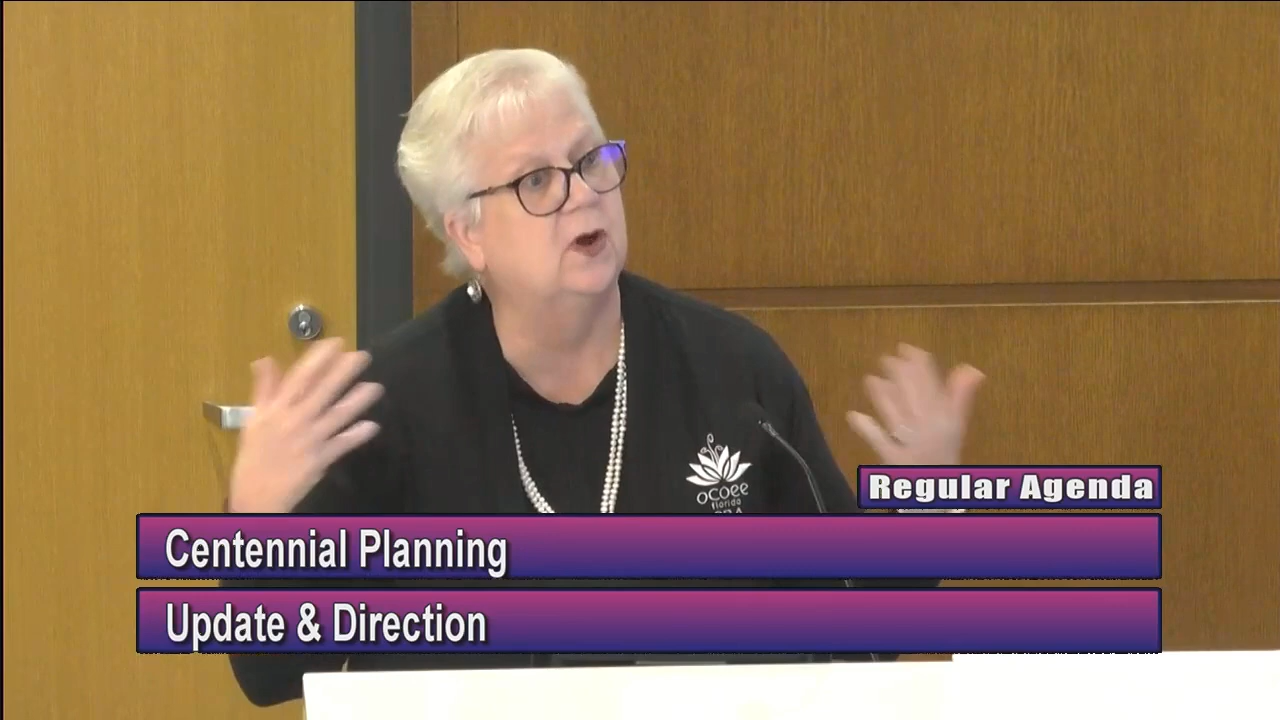 ocoee
florida
Regular Agenda
Centennial Planning
Update & Direction